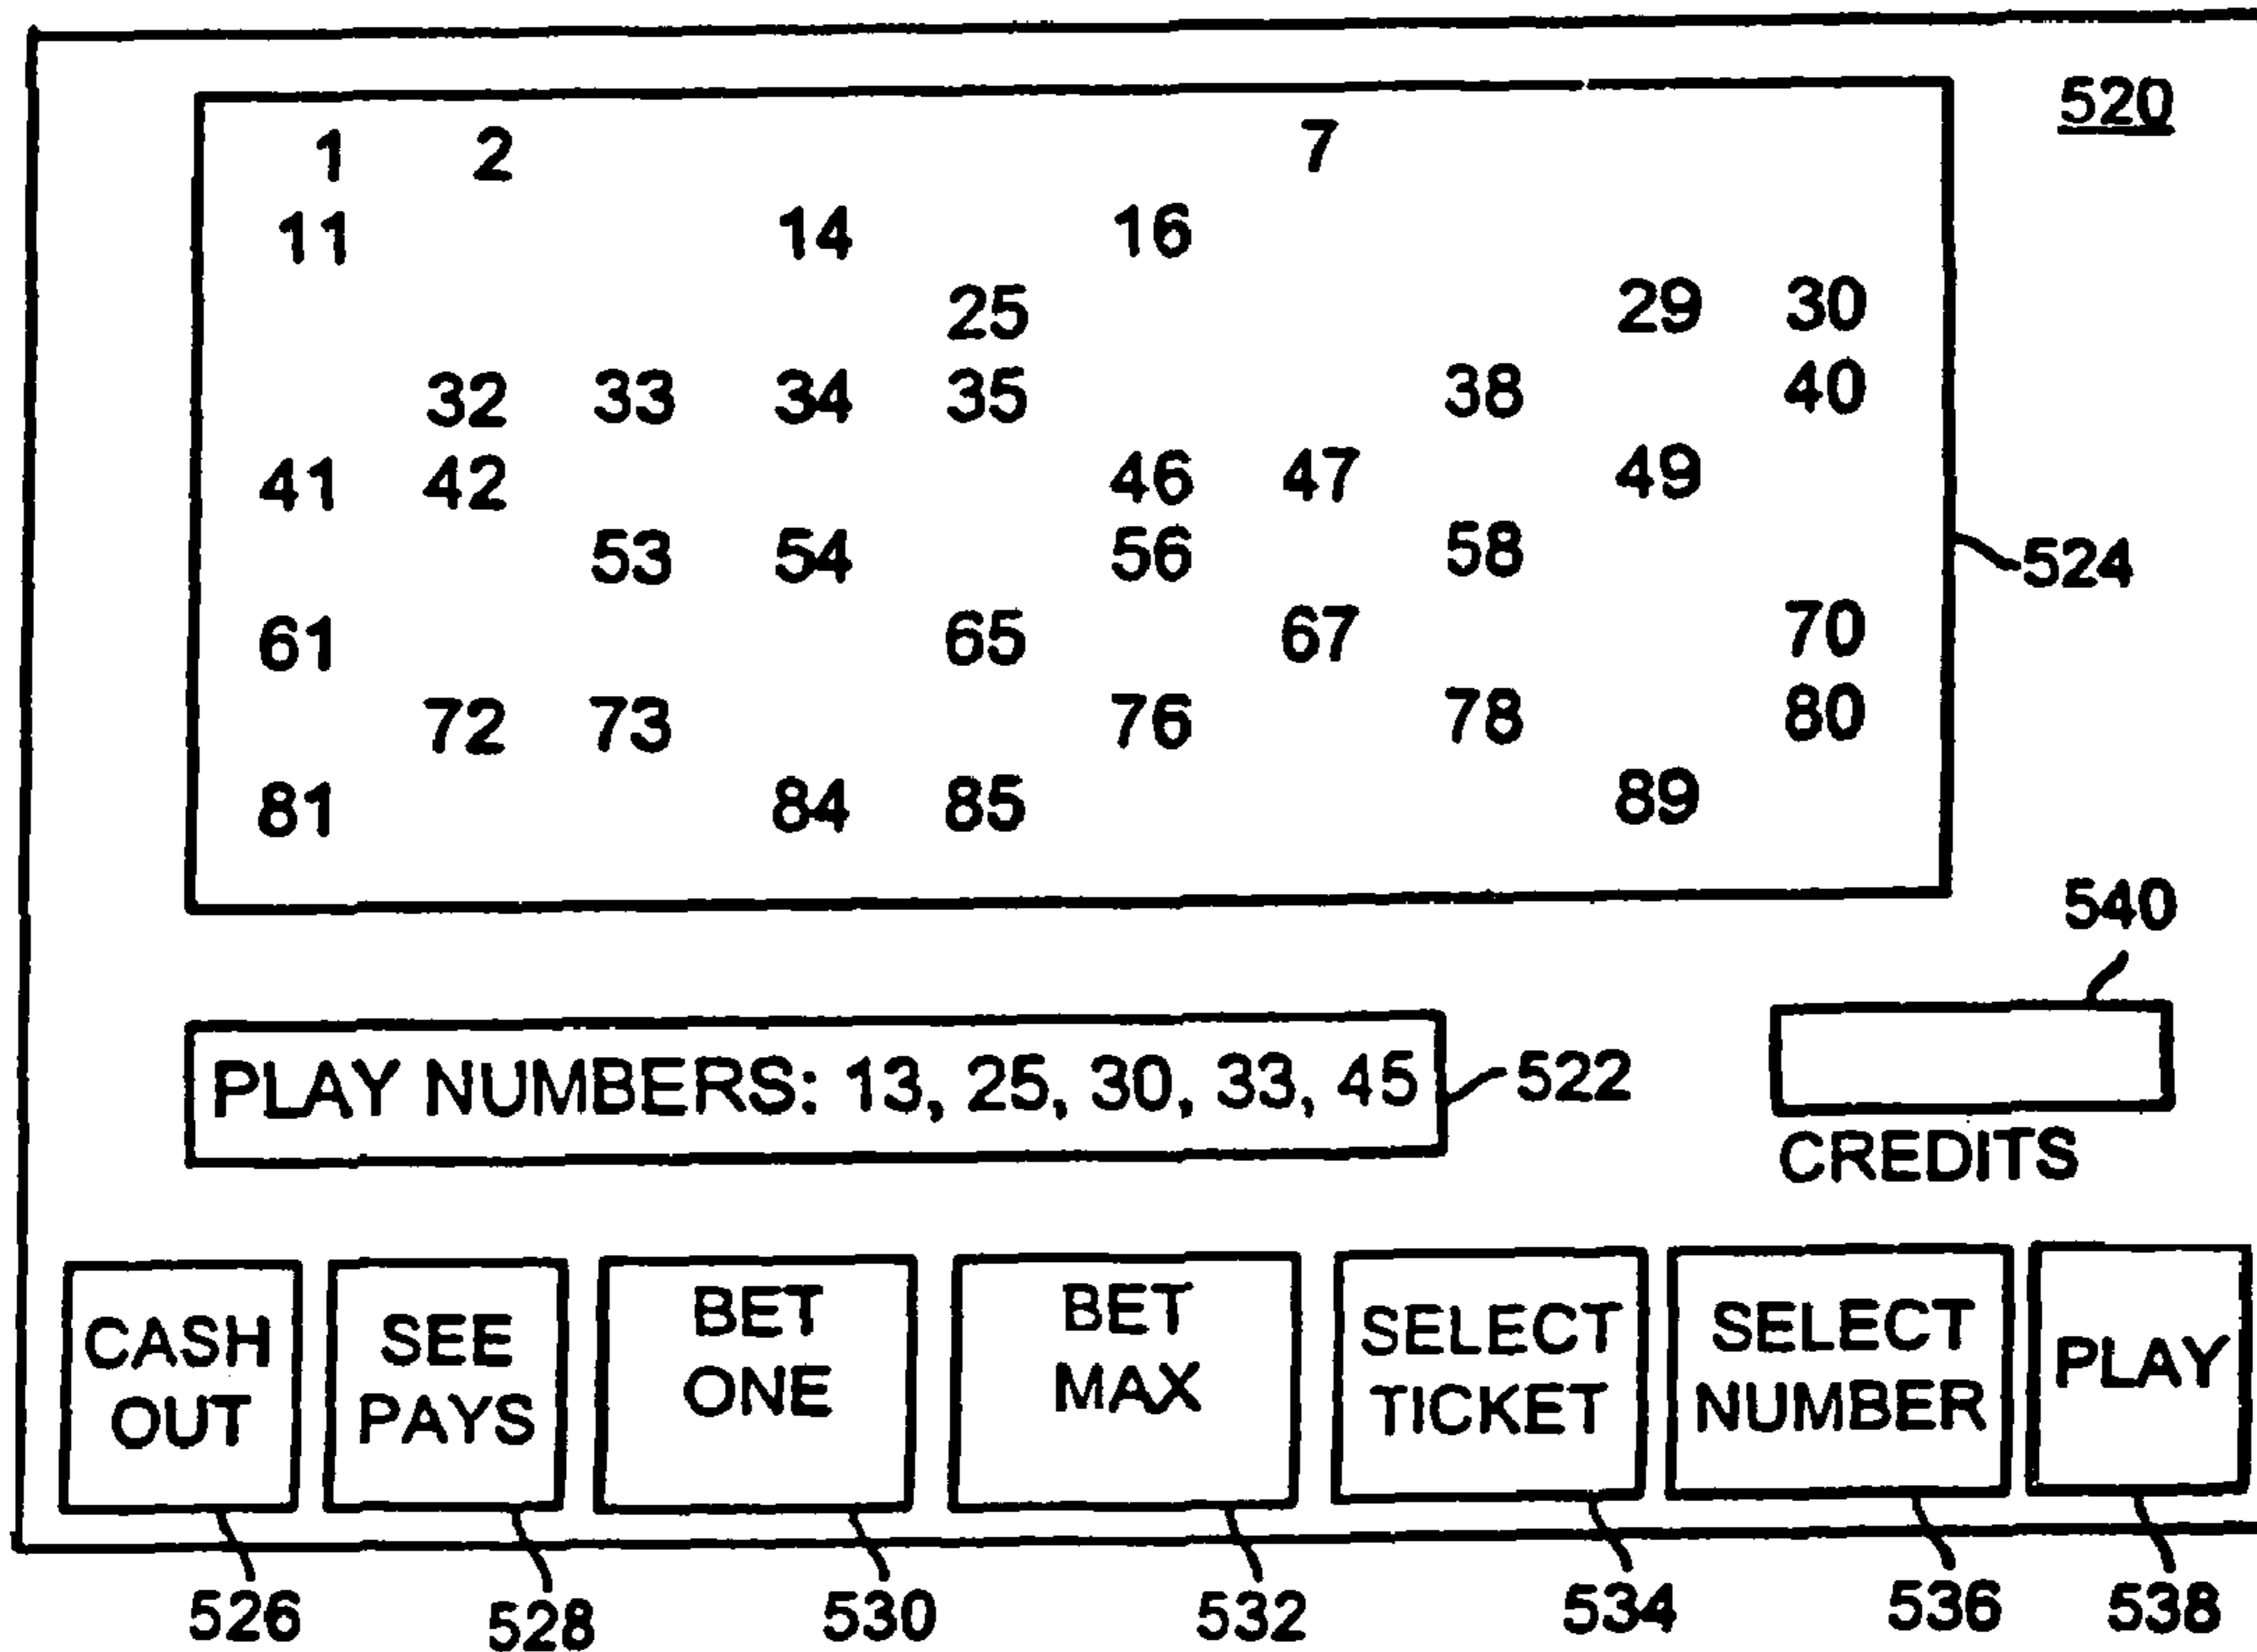 520
1 2 7
11 14 16
25 29 30
32 33 34 35 38 40
41 42 46 47 49
53 54 56 58
524
61 65 67 70
72 73 76 78 80
81 84 85 89
540
PLAY NUMBERS: 13, 25, 30, 33, 45
522
CREDITS
CASH
OUT
SEE
PAYS
BET
ONE
BET
MAX
SELECT
TICKET
SELECT
NUMBER
PLAY
526 528 530 532 534 536 538